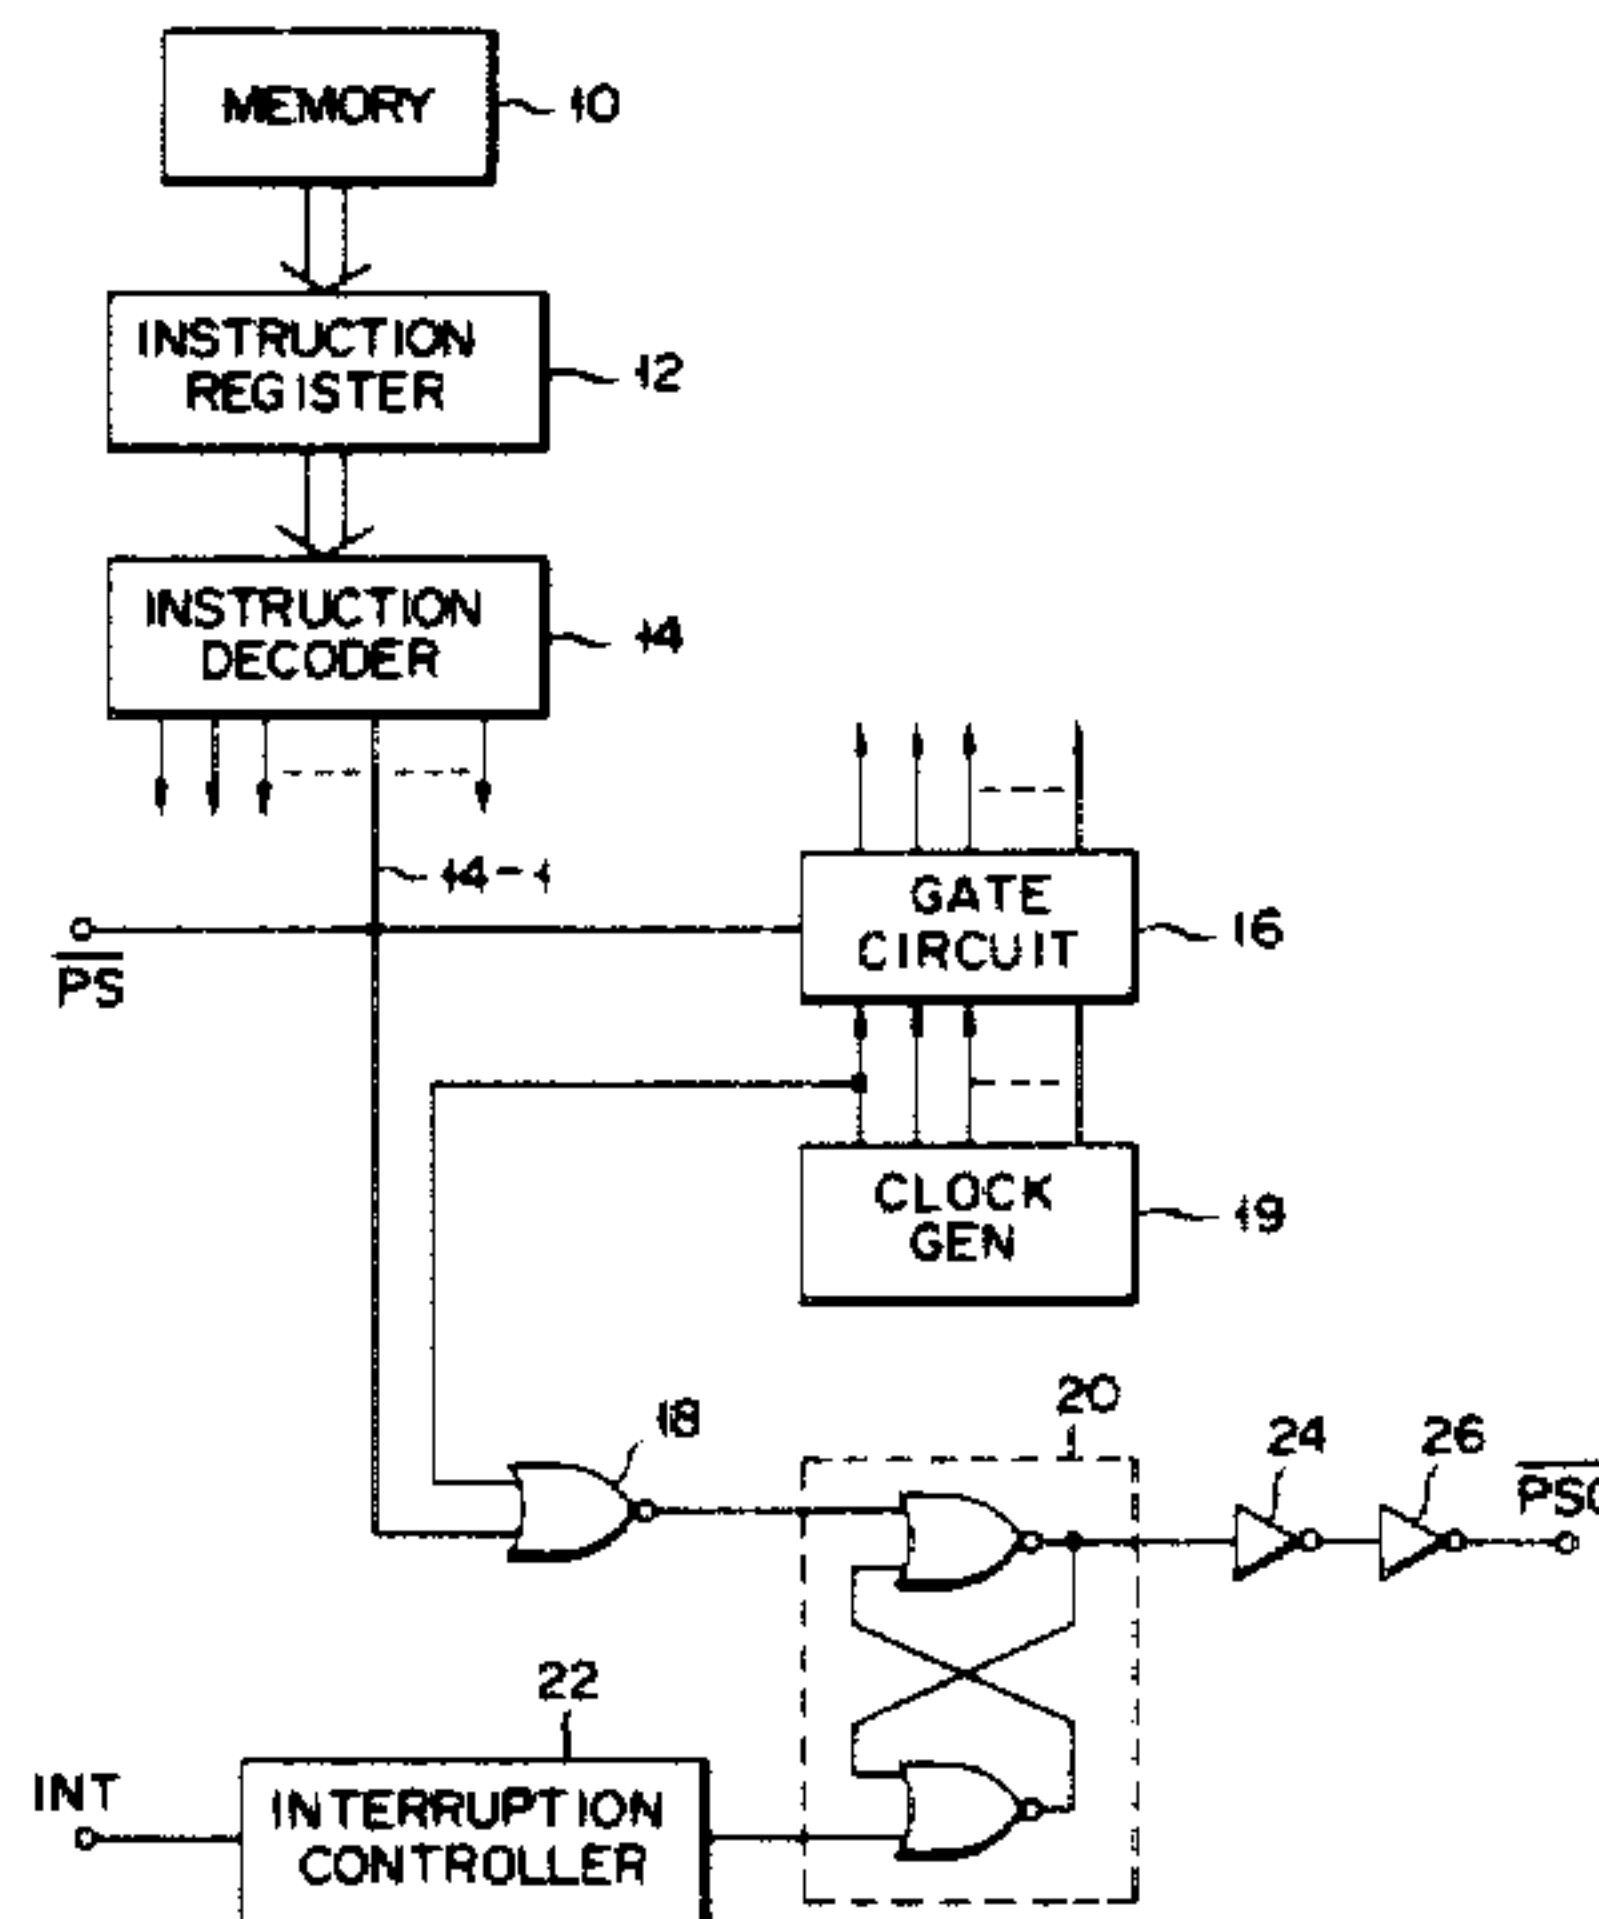 MEMORY
10
INSTRUCTION
REGISTER
12
INSTRUCTION
DECODER
14
14-1
GATE
CIRCUIT
16
PS
CLOCK
GEN
19
20
18
24
26
22
INT
INTERRUPTION
CONTROLLER